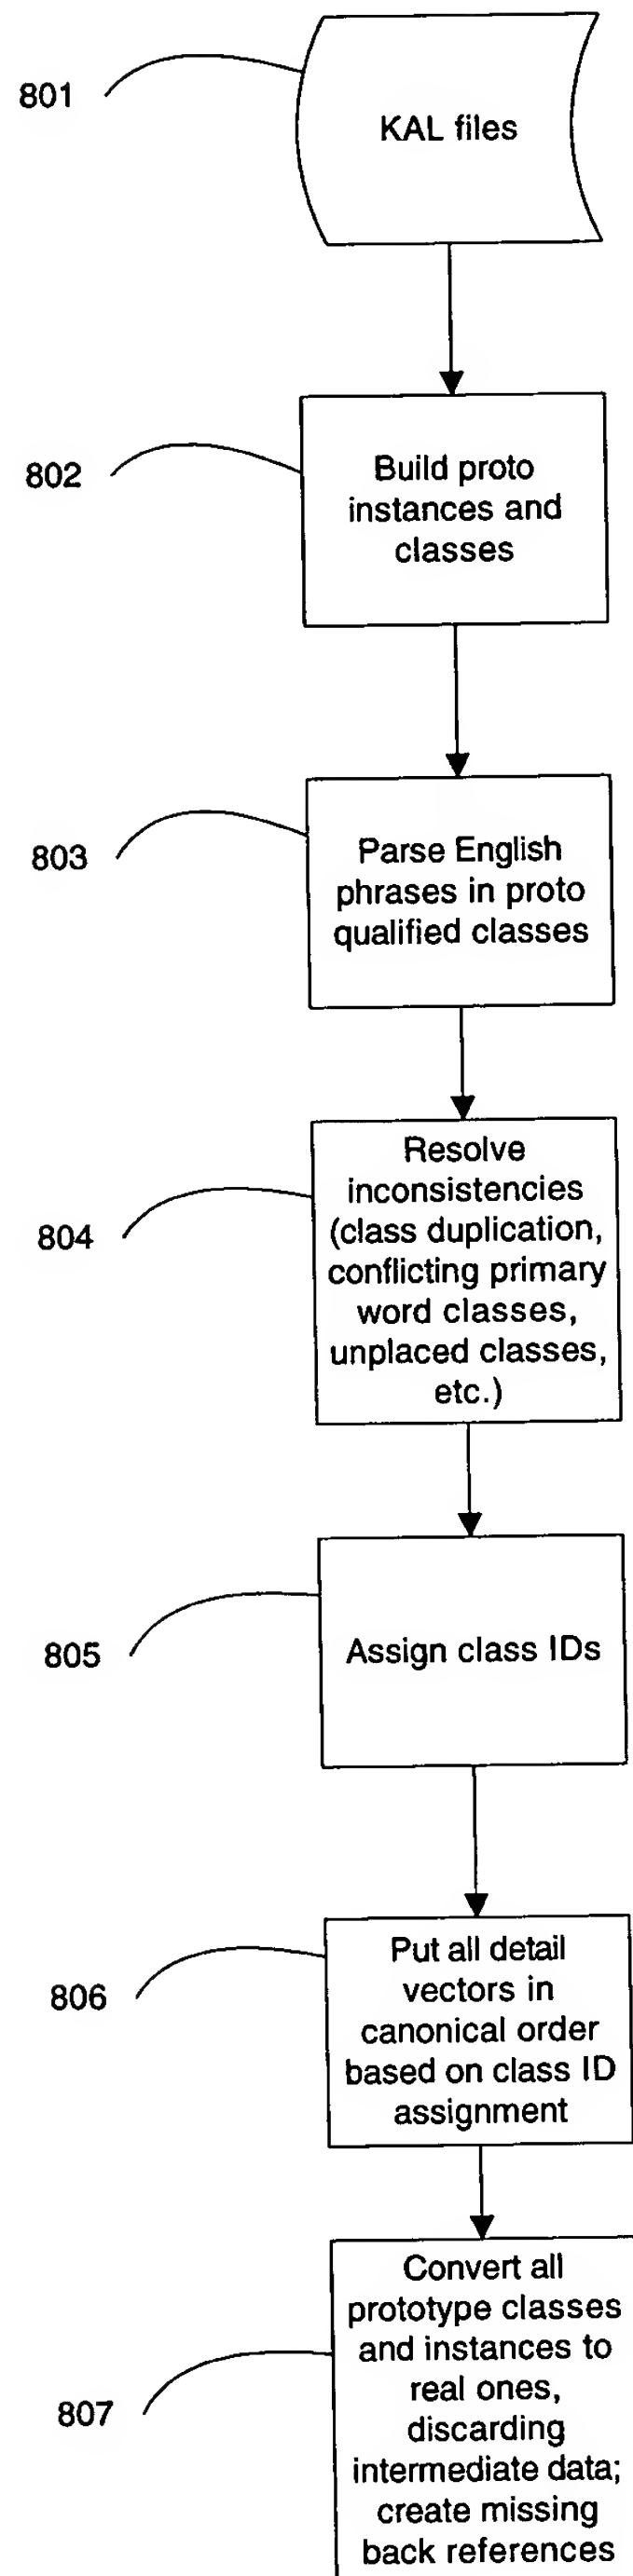 801
KAL files
802
Build proto
instances and
classes
803
Parse English
phrases in proto
qualified classes
804
Resolve
inconsistencies
(class duplication,
conflicting primary
word classes,
unplaced classes,
etc.)
805
Assign class IDs
806
Put all detail
vectors in
canonical order
based on class ID
assignment
807
Convert all
prototype classes
and instances to
real ones,
discarding
intermediate data;
create missing
back references